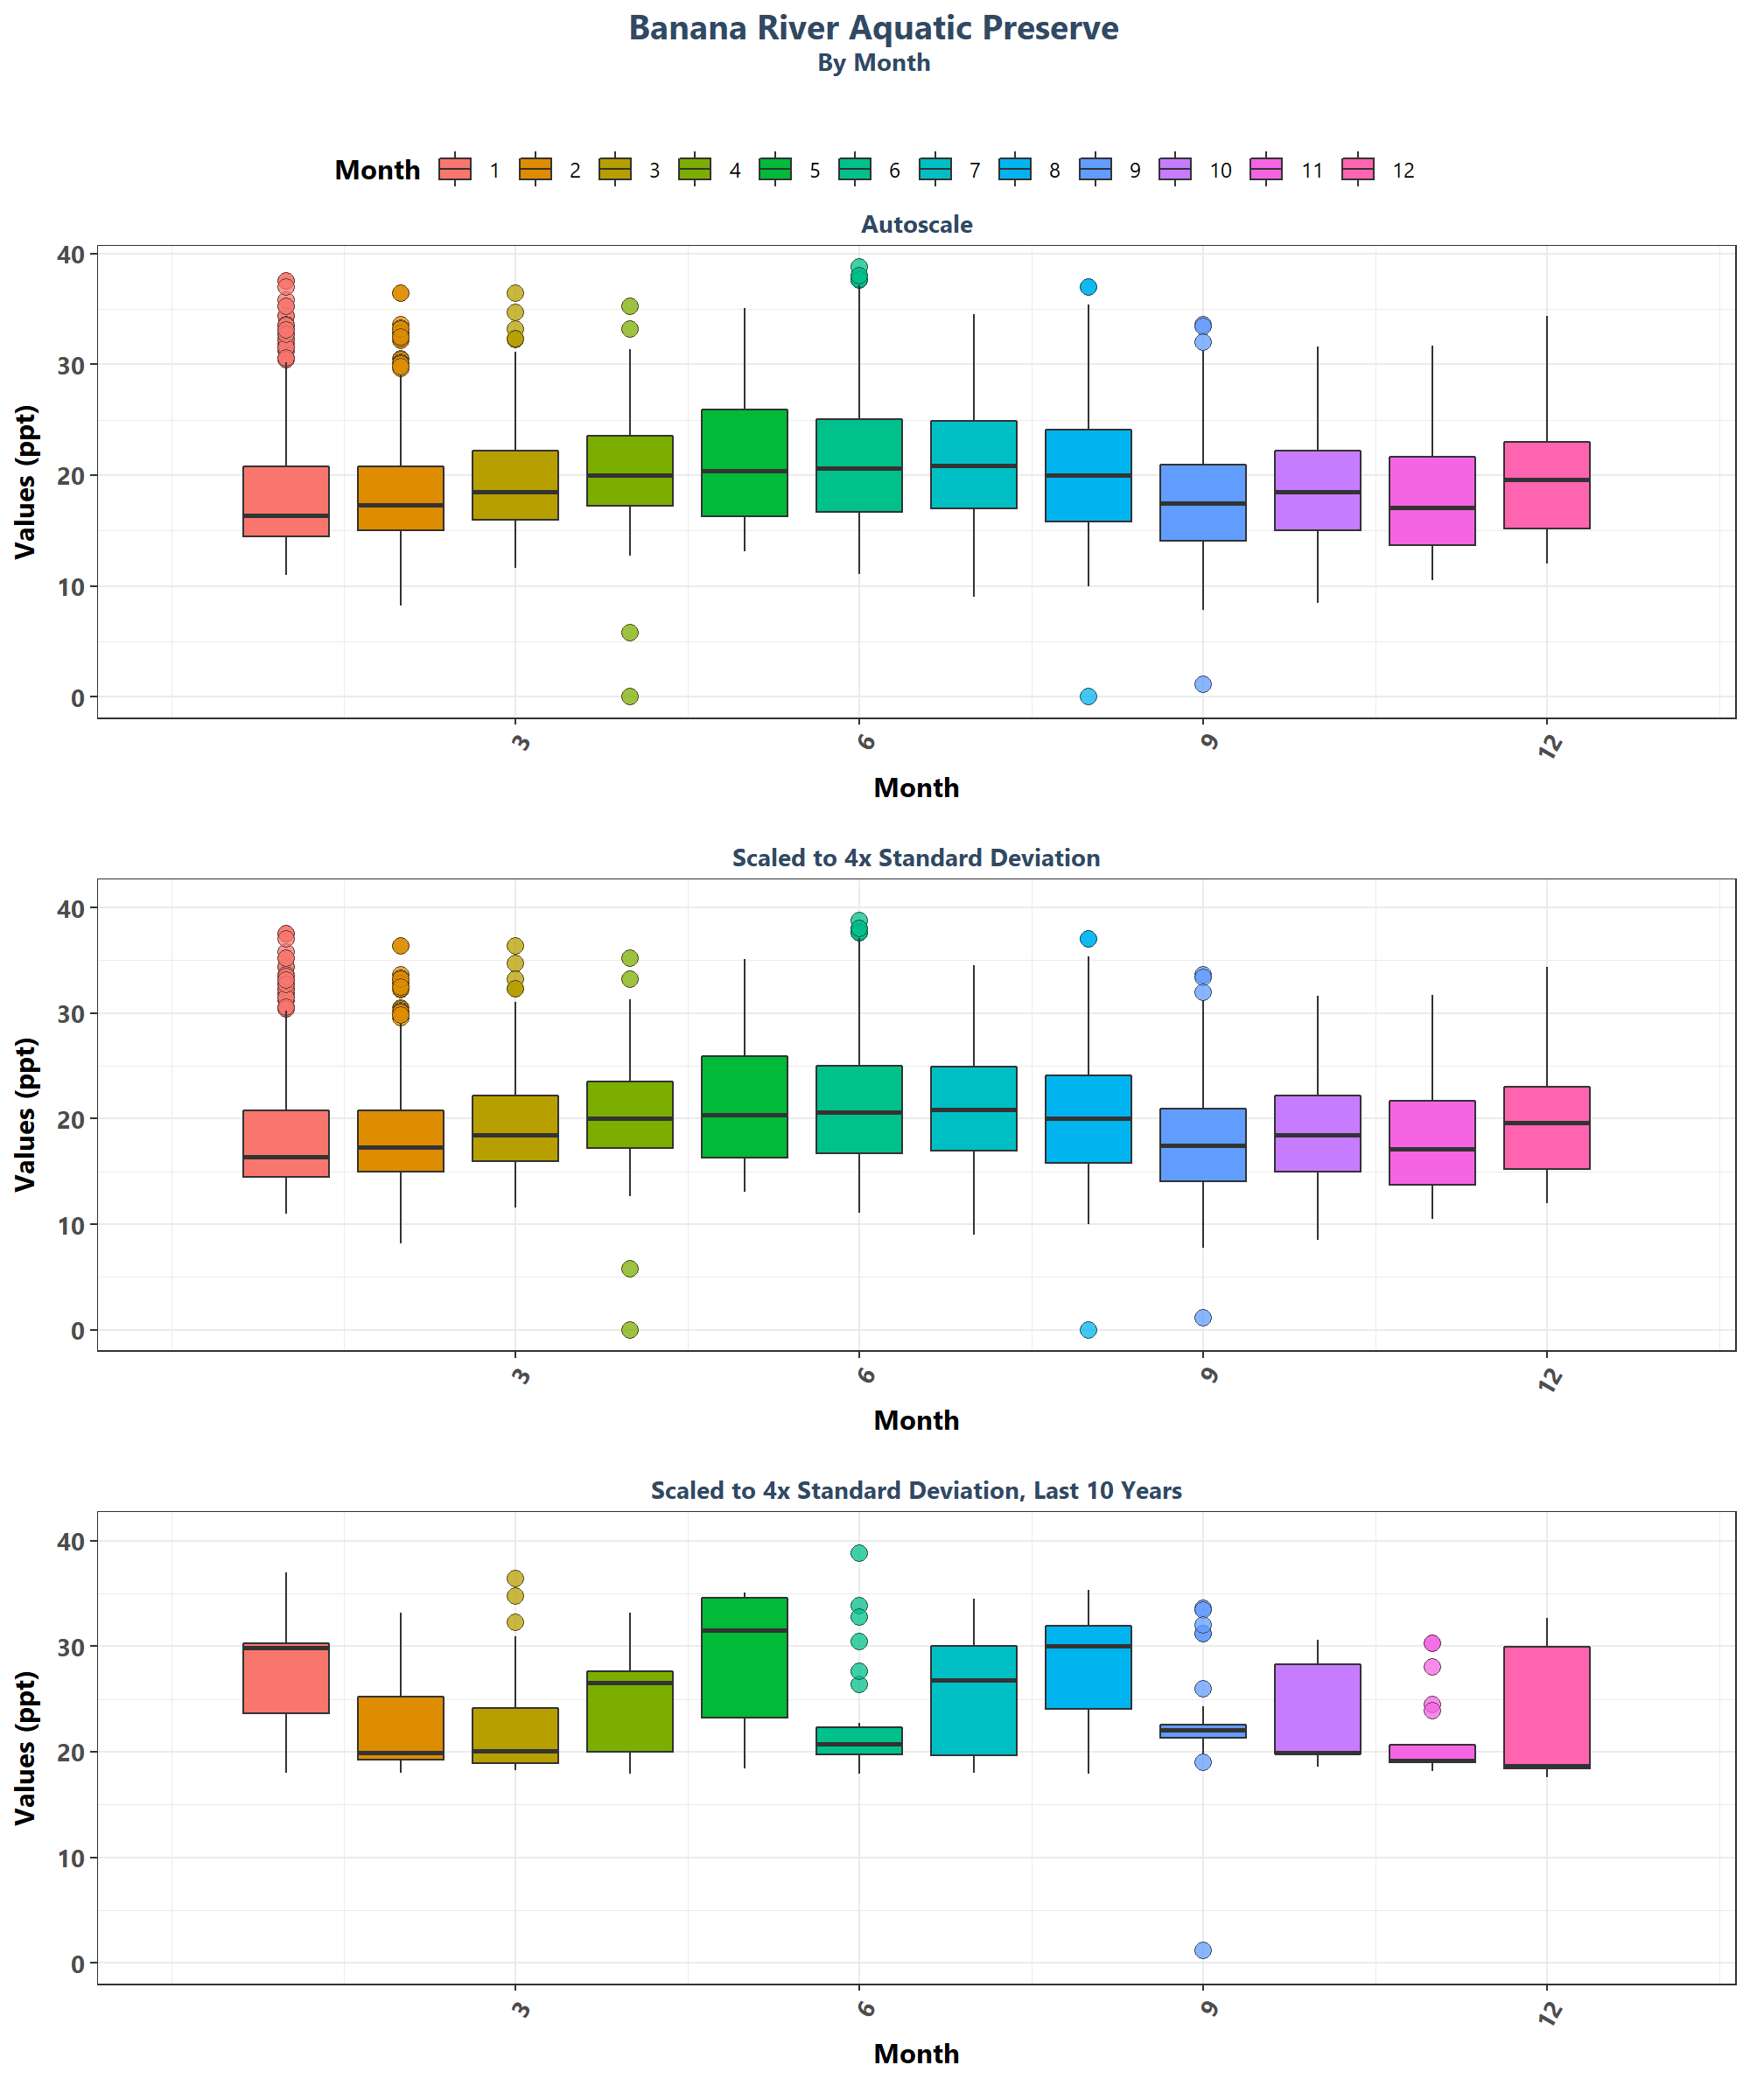 Banana River Aquatic Preserve
By Month
Month 1 2 3 4 5 6 7 8 9 10 11 12
Autoscale
Values (ppt)
40
30
20
10
0
3 6 9 12
Month
Scaled to 4x Standard Deviation
Values (ppt)
40
30
20
10
0
3 6 9 12
Month
Scaled to 4x Standard Deviation, Last 10 Years
Values (ppt)
40
30
20
10
0
3 6 9 12
Month